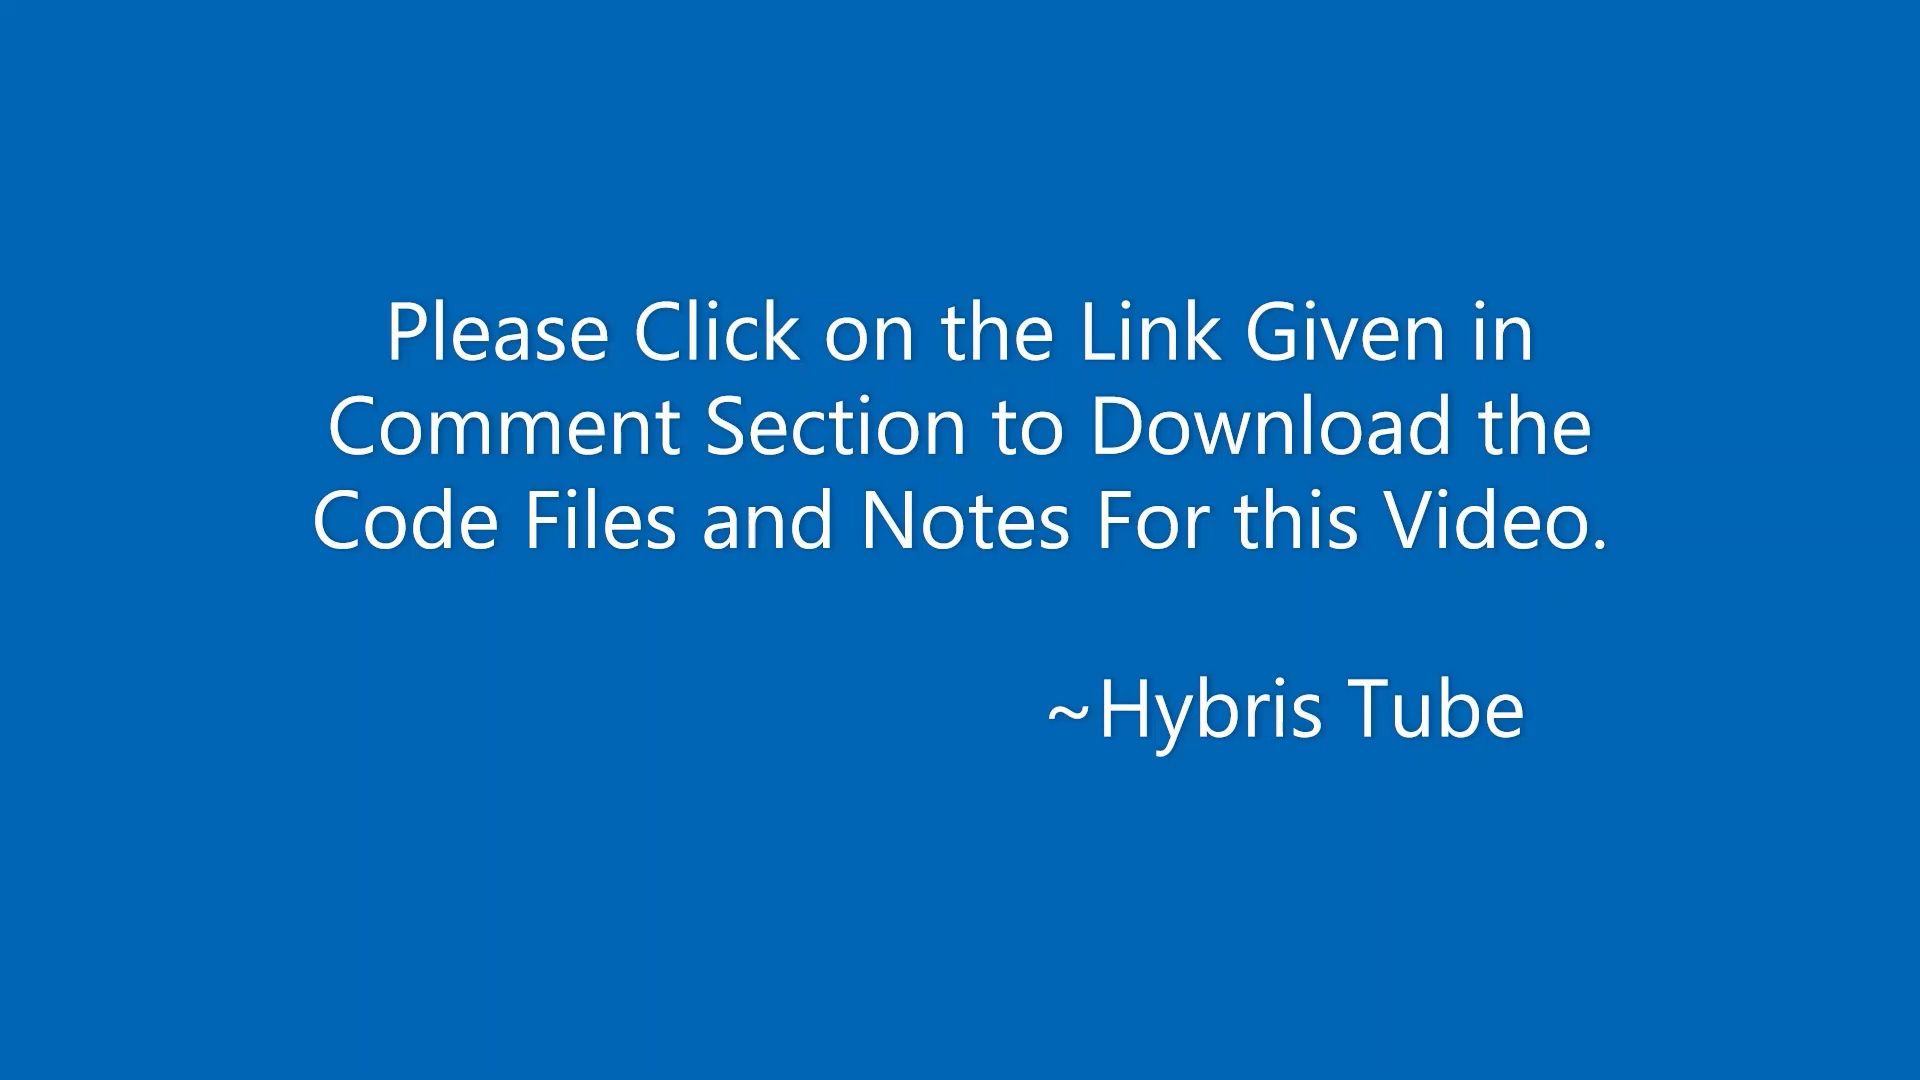 Please Click on the Link Given in
Comment Section to Download the
Code Files and Notes For this Video.
~Hybris Tube